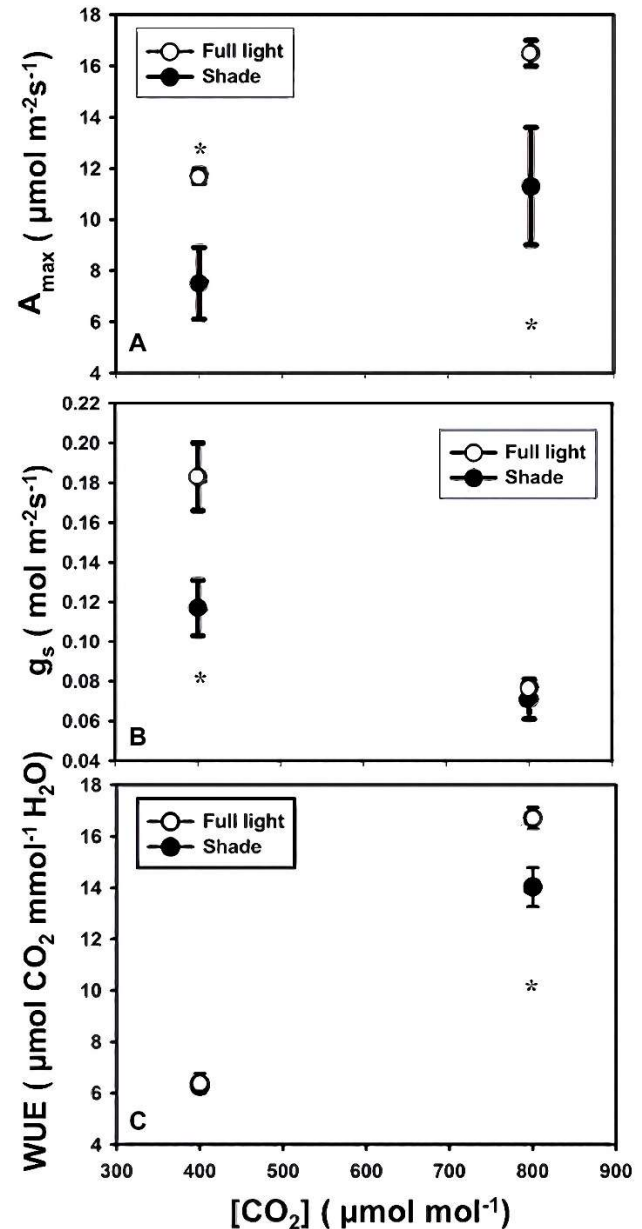 18
16
14
12
10
8
6
4
A_max ( µmol m⁻²s⁻¹)
Full light
Shade
*
*
A
0.22
0.20
0.18
0.16
0.14
0.12
0.10
0.08
0.06
0.04
g_s ( mol m⁻²s⁻¹)
Full light
Shade
*
B
18
16
14
12
10
8
6
4
WUE ( µmol CO₂ mmol⁻¹ H₂O)
Full light
Shade
*
C
300 400 500 600 700 800 900
[CO₂] ( µmol mol⁻¹)